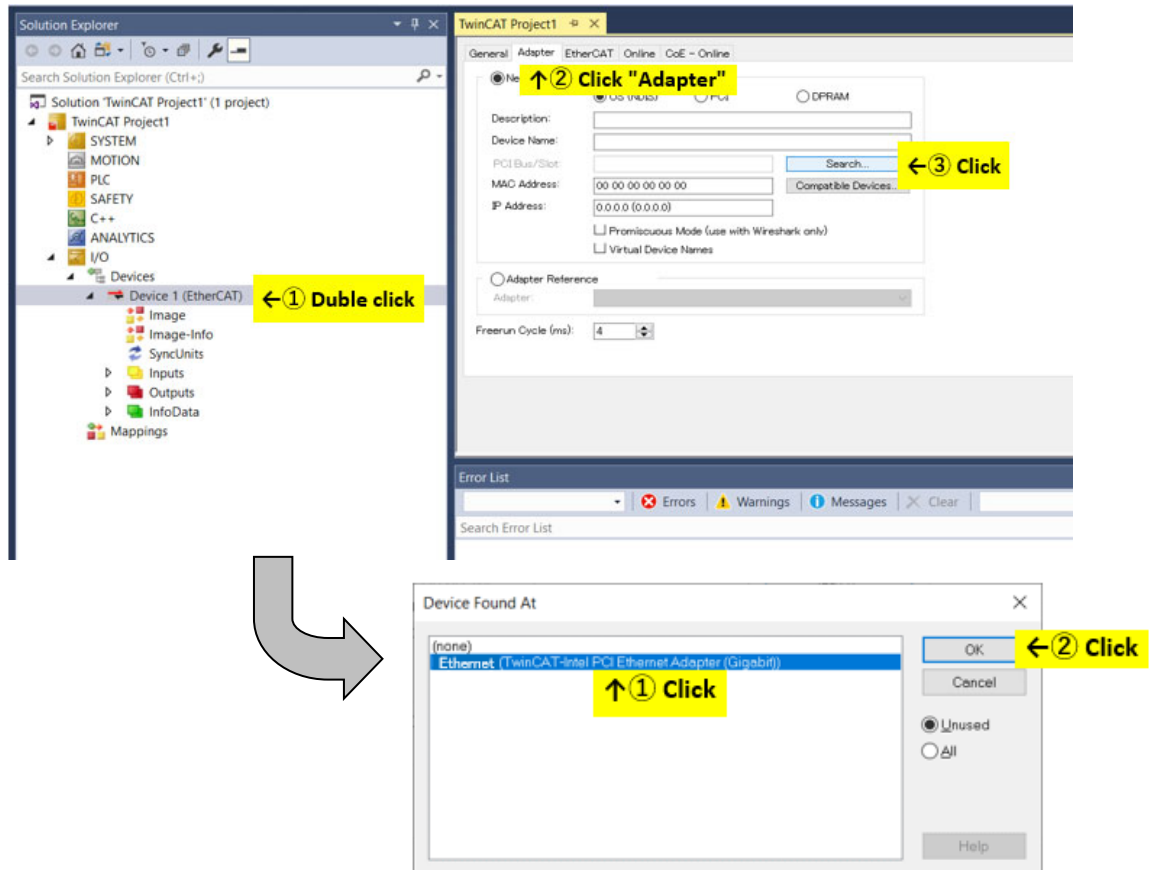 Solution Explorer
Search Solution Explorer (Ctrl+;)
Solution 'TwinCAT Project1' (1 project)
TwinCAT Project1
SYSTEM
MOTION
PLC
SAFETY
C++
ANALYTICS
I/O
Devices
Device 1 (EtherCAT)
←① Duble click
Image
Image-Info
SyncUnits
Inputs
Outputs
InfoData
Mappings
TwinCAT Project1
General Adapter EtherCAT Online CoE - Online
↑② Click "Adapter"
OS (NDIS) PCI DPRAM
Description:
Device Name:
PCI Bus/Slot: Search...
←③ Click
MAC Address: 00 00 00 00 00 00 Compatible Devices...
IP Address: 0.0.0.0 (0.0.0.0)
Promiscuous Mode (use with Wireshark only)
Virtual Device Names
Adapter Reference
Adapter:
Freerun Cycle (ms): 4
Error List
Errors Warnings Messages Clear
Search Error List
Device Found At
(none)
Ethernet (TwinCAT-Intel PCI Ethernet Adapter (Gigabit))
↑① Click
OK
←② Click
Cancel
Unused
All
Help